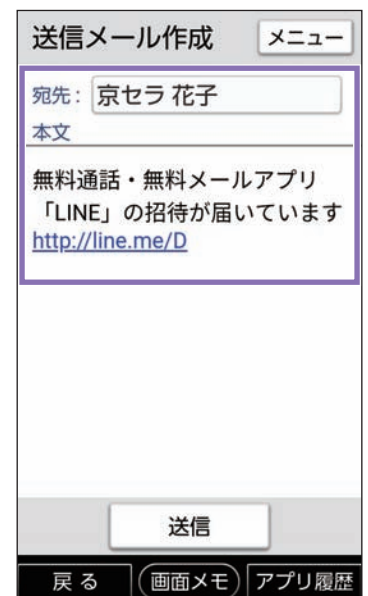 送信メール作成 メニュー
宛先: 京セラ 花子
本文
無料通話・無料メールアプリ
「LINE」の招待が届いています
http://line.me/D
送信
戻る 画面メモ アプリ履歴